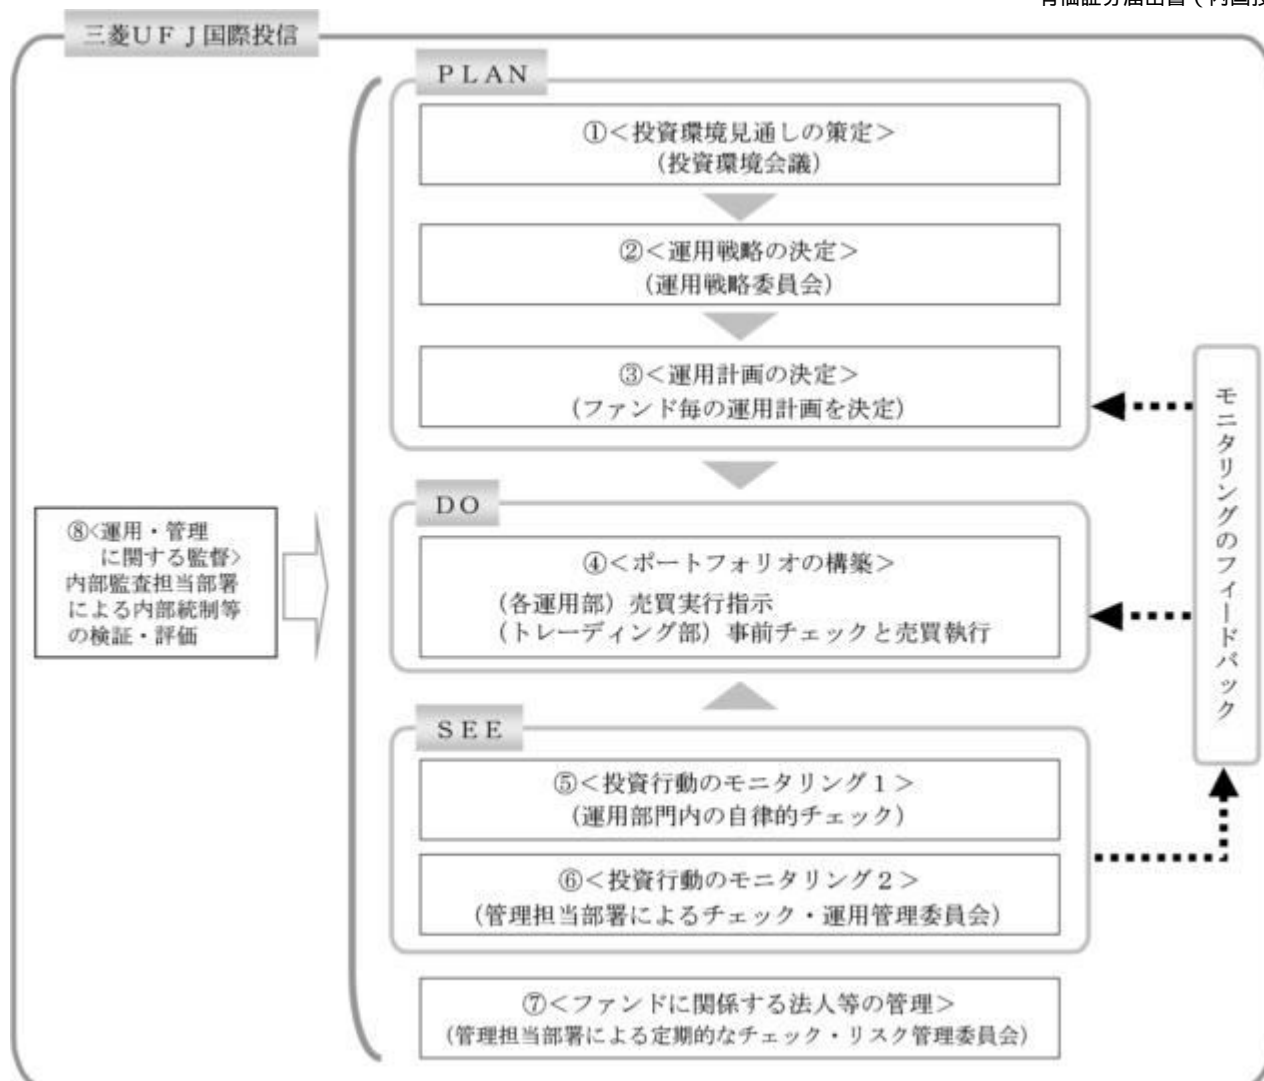 三菱ＵＦＪ国際投信
ＰＬＡＮ
①＜投資環境見通しの策定＞
（投資環境会議）
②＜運用戦略の決定＞
（運用戦略委員会）
③＜運用計画の決定＞
（ファンド毎の運用計画を決定）
ＤＯ
④＜ポートフォリオの構築＞
（各運用部）売買実行指示
（トレーディング部）事前チェックと売買執行
ＳＥＥ
⑤＜投資行動のモニタリング１＞
（運用部門内の自律的チェック）
⑥＜投資行動のモニタリング２＞
（管理担当部署によるチェック・運用管理委員会）
⑦＜ファンドに関係する法人等の管理＞
（管理担当部署による定期的なチェック・リスク管理委員会）
⑧<運用・管理
に関する監督>
内部監査担当部署
による内部統制等
の検証・評価
モニタリングのフィードバック